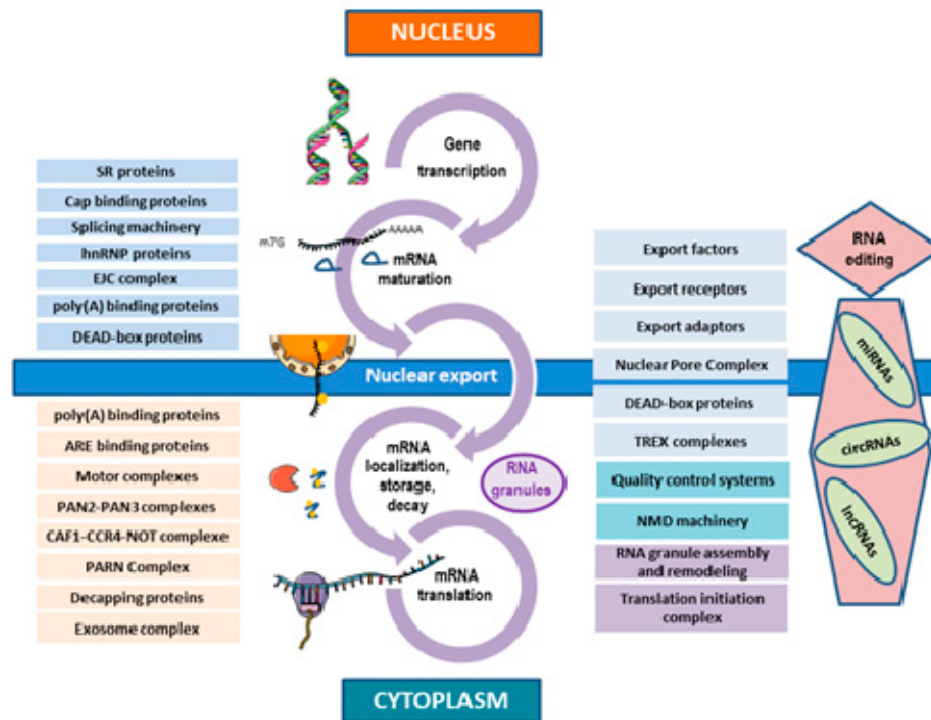 NUCLEUS
Gene
transcription
SR proteins
Cap binding proteins
Splicing machinery
hnRNP proteins
EJC complex
poly(A) binding proteins
DEAD-box proteins
m7G
AAAAA
mRNA
maturation
Export factors
Export receptors
Export adaptors
Nuclear Pore Complex
DEAD-box proteins
TREX complexes
Quality control systems
NMD machinery
RNA granule assembly
and remodeling
Translation initiation
complex
RNA
editing
miRNAs
circRNAs
lncRNAs
Nuclear export
poly(A) binding proteins
ARE binding proteins
Motor complexes
PAN2-PAN3 complexes
CAF1-CCR4-NOT complexe
PARN Complex
Decapping proteins
Exosome complex
mRNA
localization,
storage,
decay
RNA
granules
mRNA
translation
CYTOPLASM